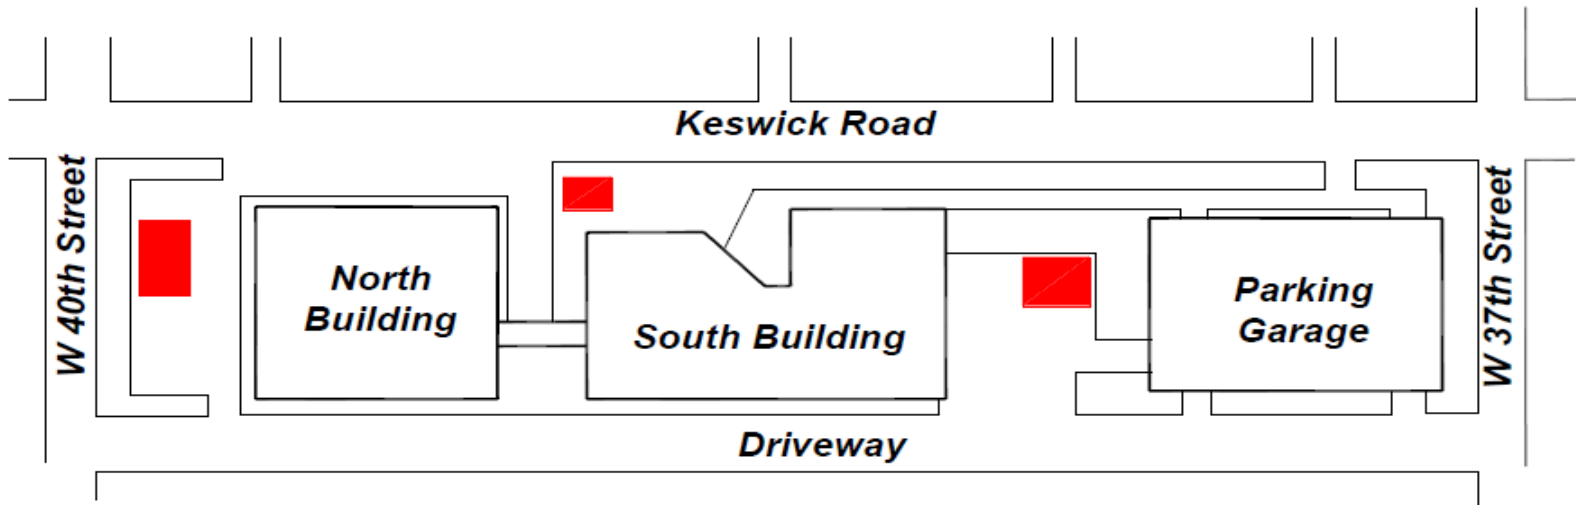 Keswick Road
W 40th Street
North
Building
South Building
Parking
Garage
W 37th Street
Driveway